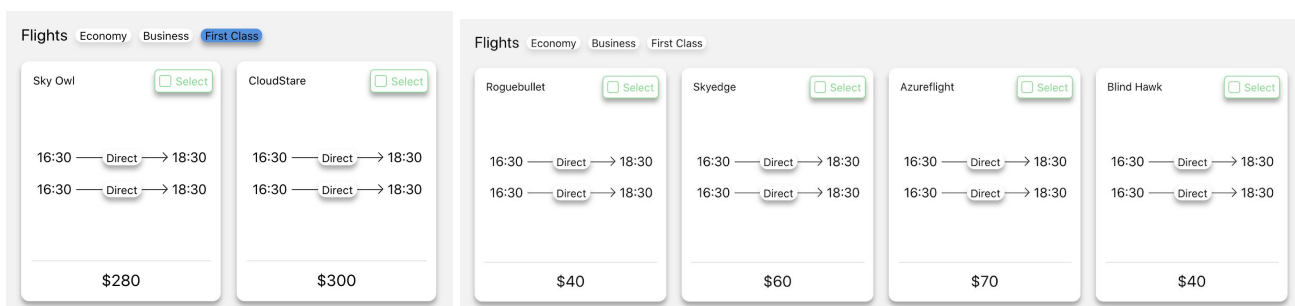 Flights Economy Business First Class
Sky Owl Select
16:30 Direct 18:30
16:30 Direct 18:30
$280
CloudStare Select
16:30 Direct 18:30
16:30 Direct 18:30
$300
Flights Economy Business First Class
Roguebullet Select
16:30 Direct 18:30
16:30 Direct 18:30
$40
Skyedge Select
16:30 Direct 18:30
16:30 Direct 18:30
$60
Azureflight Select
16:30 Direct 18:30
16:30 Direct 18:30
$70
Blind Hawk Select
16:30 Direct 18:30
16:30 Direct 18:30
$40